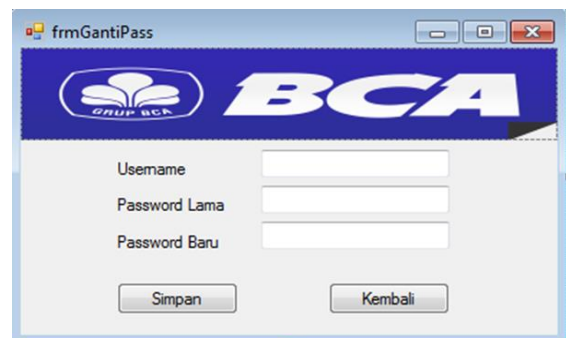 frmGantiPass
GRUP BCA
BCA
Username
Password Lama
Password Baru
Simpan
Kembali